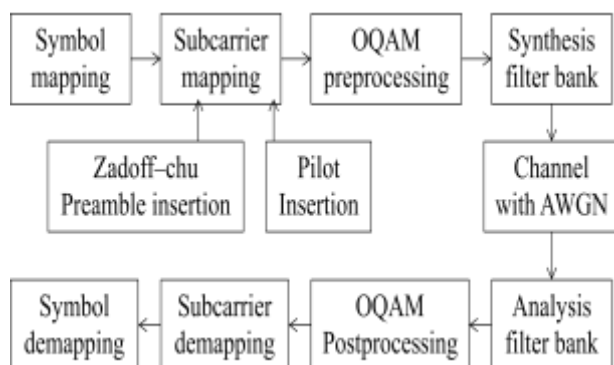 Symbol
mapping
Subcarrier
mapping
OQAM
preprocessing
Synthesis
filter bank
Zadoff–chu
Preamble insertion
Pilot
Insertion
Channel
with AWGN
Symbol
demapping
Subcarrier
demapping
OQAM
Postprocessing
Analysis
filter bank